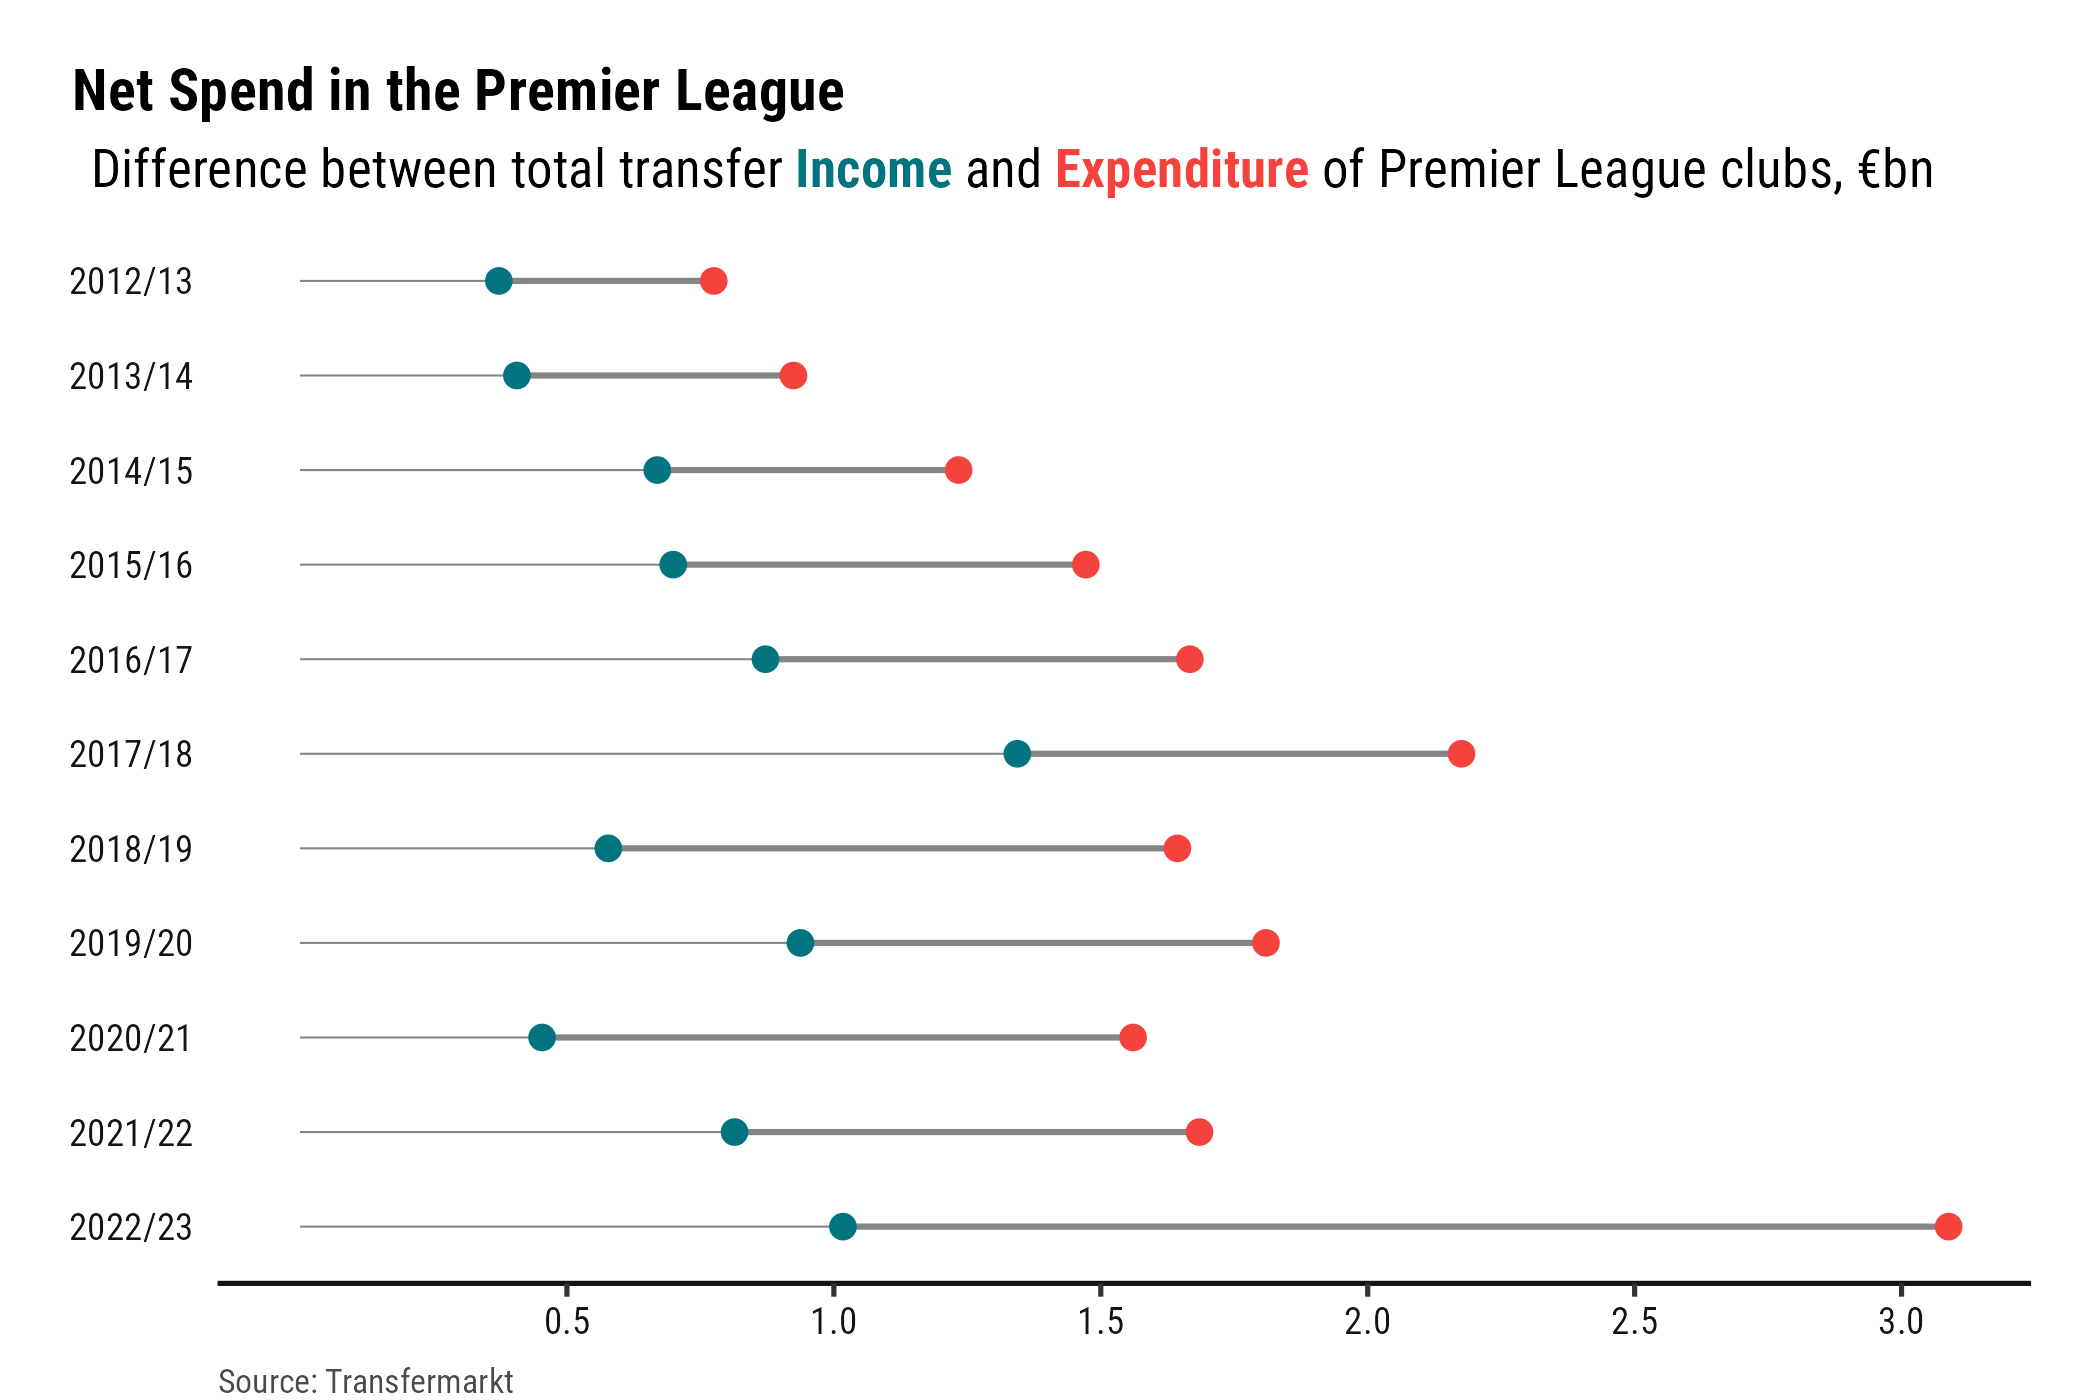 Net Spend in the Premier League
Difference between total transfer Income and Expenditure of Premier League clubs, €bn
2012/13
2013/14
2014/15
2015/16
2016/17
2017/18
2018/19
2019/20
2020/21
2021/22
2022/23
0.5 1.0 1.5 2.0 2.5 3.0
Source: Transfermarkt